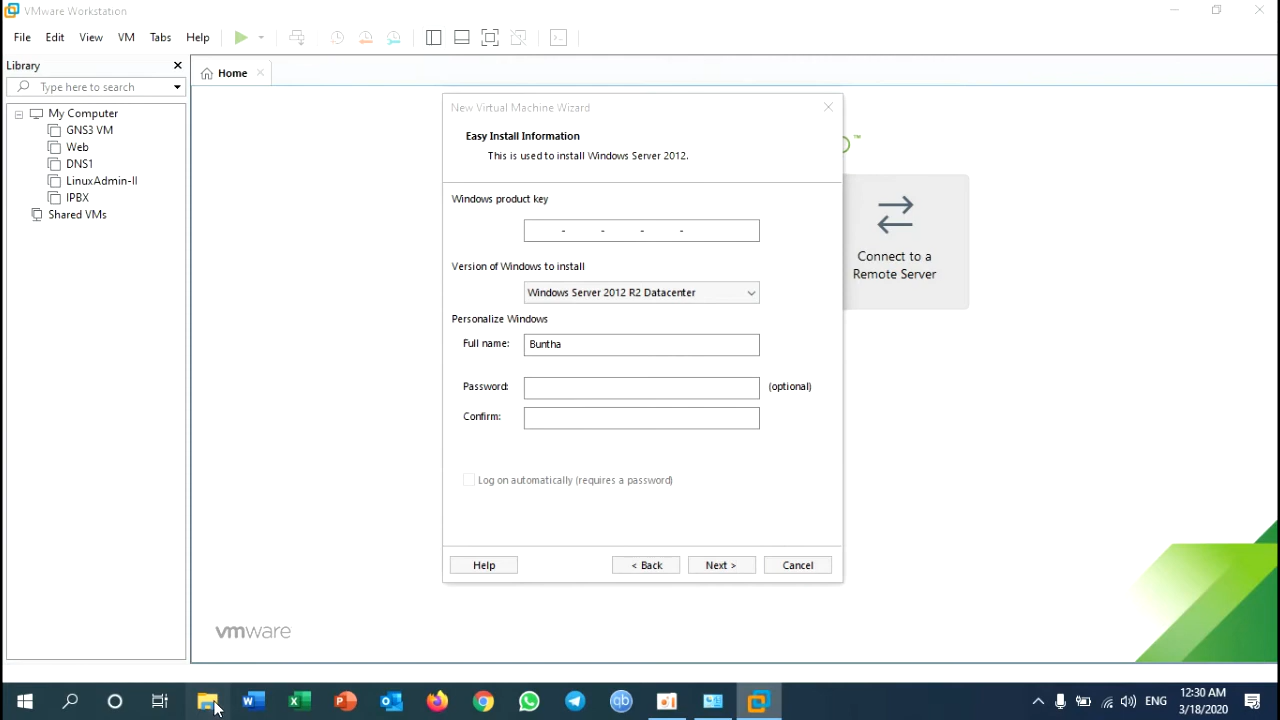 VMware Workstation
File Edit View VM Tabs Help
Library
Type here to search
Home
My Computer
GNS3 VM
Web
DNS1
LinuxAdmin-II
IPBX
Shared VMs
New Virtual Machine Wizard
Easy Install Information
This is used to install Windows Server 2012.
Windows product key
- - - -
Version of Windows to install
Windows Server 2012 R2 Datacenter
Personalize Windows
Full name: Buntha
Password: (optional)
Confirm:
Log on automatically (requires a password)
Help < Back Next > Cancel
™
Connect to a
Remote Server
vmware
ENG
12:30 AM
3/18/2020